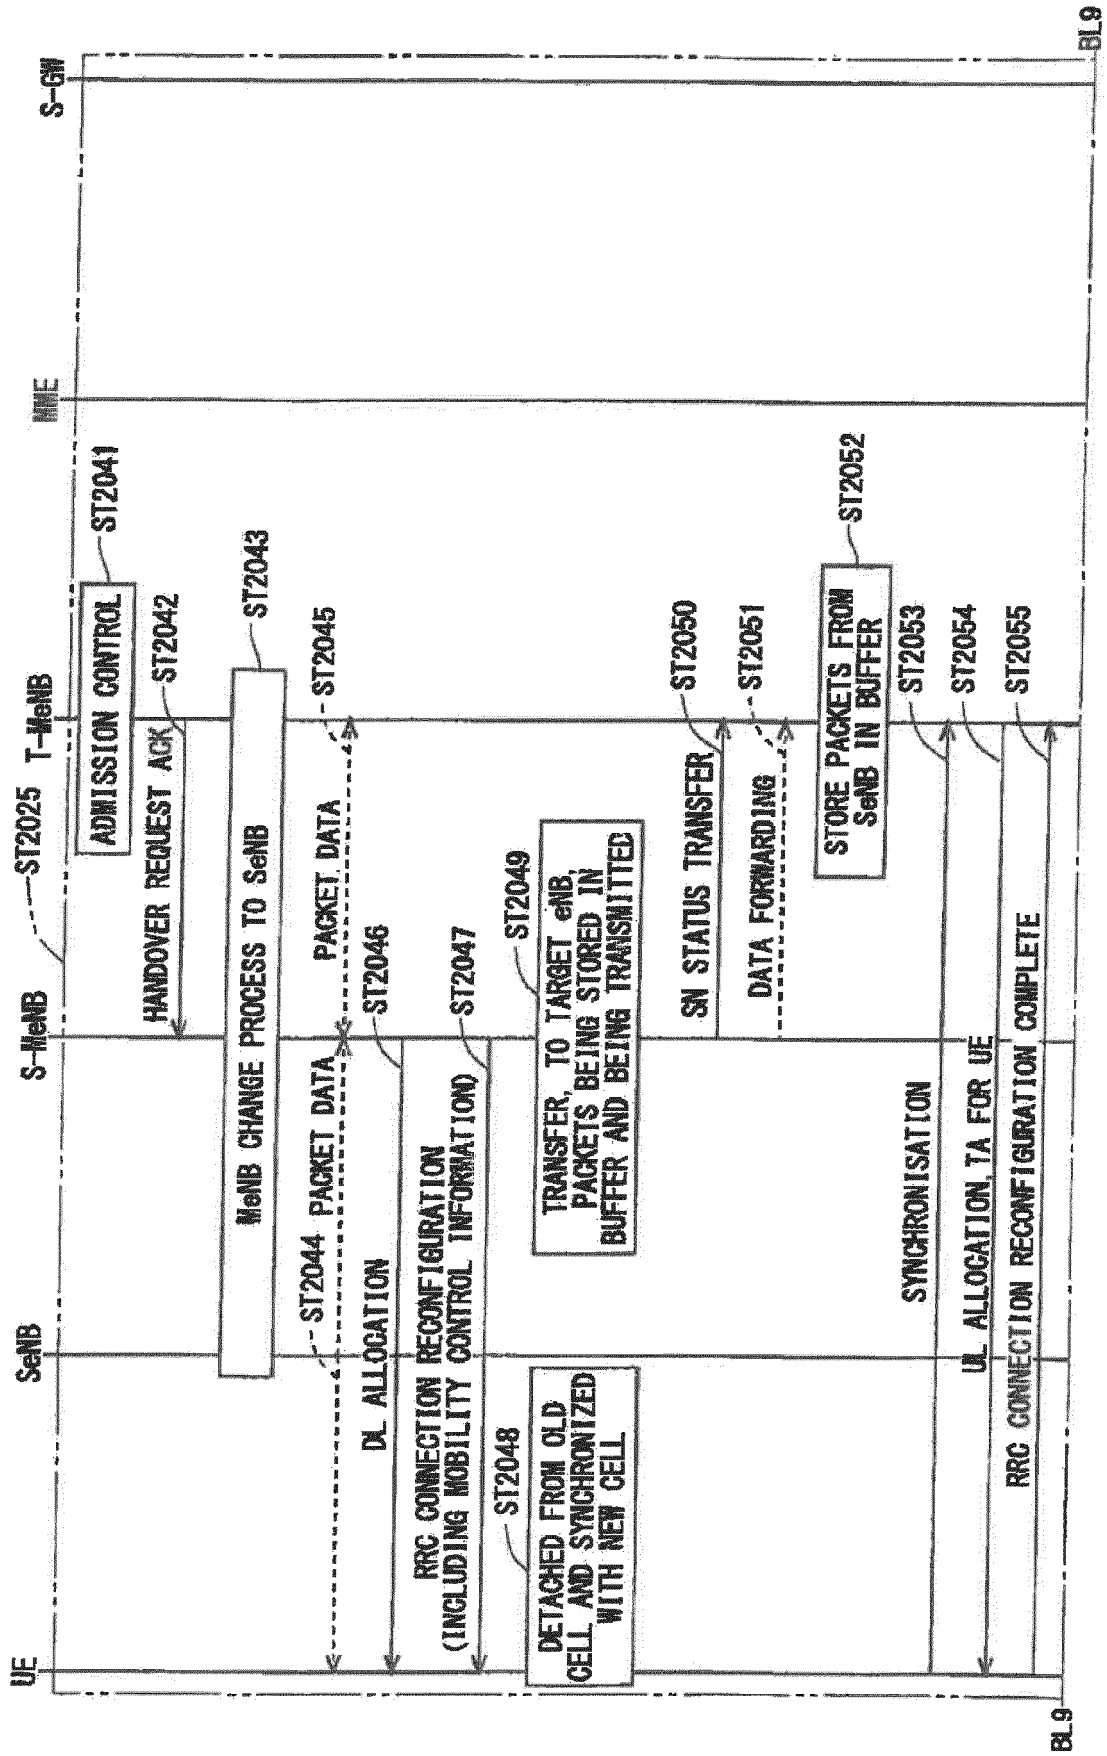 UE
SeNB
S-MeNB
ST2025
T-MeNB
MME
S-GW
ADMISSION CONTROL
ST2041
HANDOVER REQUEST ACK
ST2042
MeNB CHANGE PROCESS TO SeNB
ST2043
ST2044
PACKET DATA
PACKET DATA
ST2045
DL ALLOCATION
ST2046
RRC CONNECTION RECONFIGURATION
(INCLUDING MOBILITY CONTROL INFORMATION)
ST2047
ST2048
DETACHED FROM OLD
CELL AND SYNCHRONIZED
WITH NEW CELL
ST2049
TRANSFER, TO TARGET eNB,
PACKETS BEING STORED IN
BUFFER AND BEING TRANSMITTED
SN STATUS TRANSFER
ST2050
DATA FORWARDING
ST2051
STORE PACKETS FROM
SeNB IN BUFFER
ST2052
SYNCHRONISATION
ST2053
UL ALLOCATION, TA FOR UE
ST2054
RRC CONNECTION RECONFIGURATION COMPLETE
ST2055
BL9
BL9